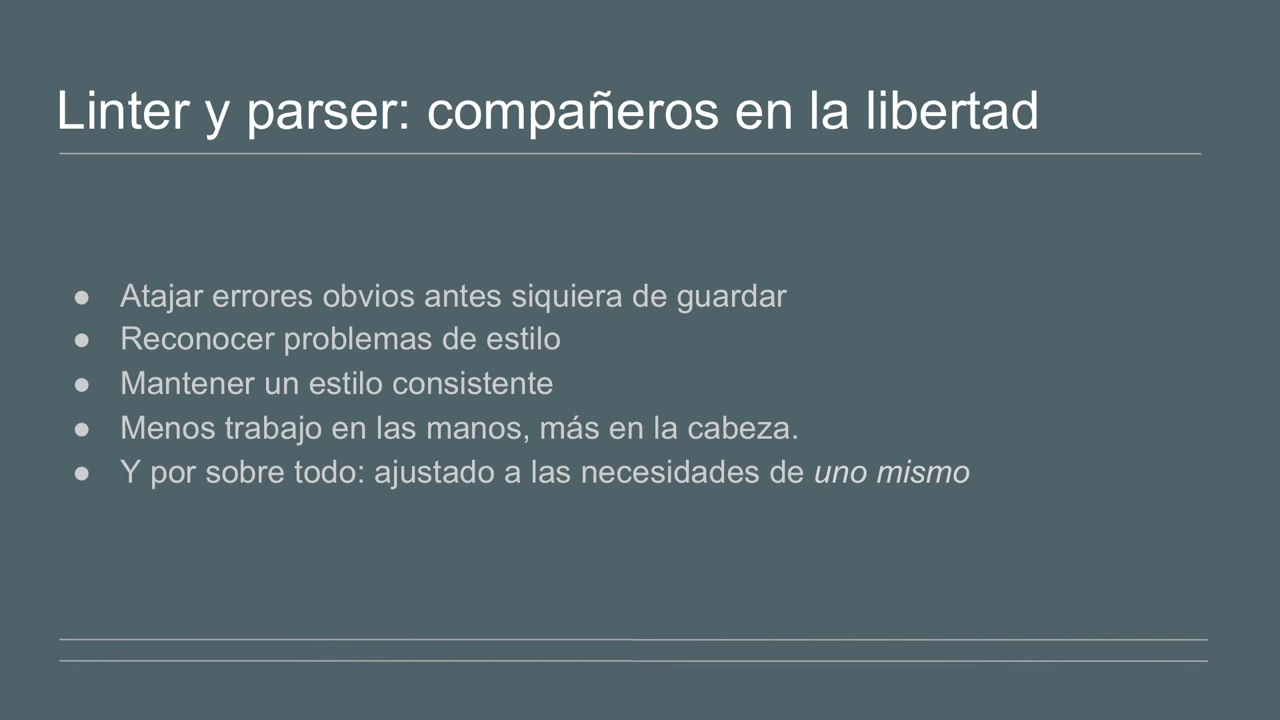 Linter y parser: compañeros en la libertad
● Atajar errores obvios antes siquiera de guardar
● Reconocer problemas de estilo
● Mantener un estilo consistente
● Menos trabajo en las manos, más en la cabeza.
● Y por sobre todo: ajustado a las necesidades de uno mismo